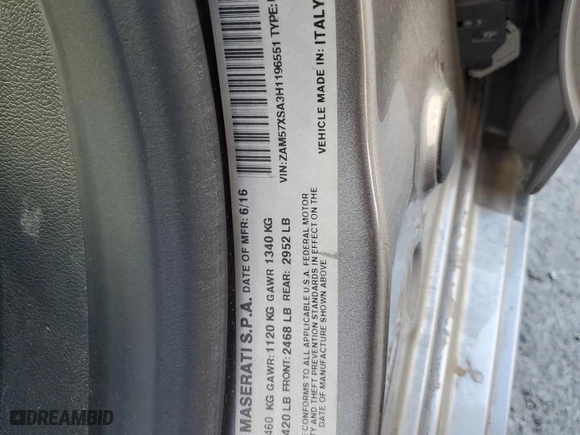 MASERATI S.P.A. DATE OF MFR: 6/16
460 KG GAWR: 1120 KG GAWR 1340 KG
420 LB FRONT: 2468 LB REAR: 2952 LB
CONFORMS TO ALL APPLICABLE U.S.A. FEDERAL MOTOR
AND THEFT PREVENTION STANDARDS IN EFFECT ON THE
DATE OF MANUFACTURE SHOWN ABOVE
VIN: ZAM57XSA3H1196551 TYPE:
VEHICLE MADE IN: ITALY
DREAMBID